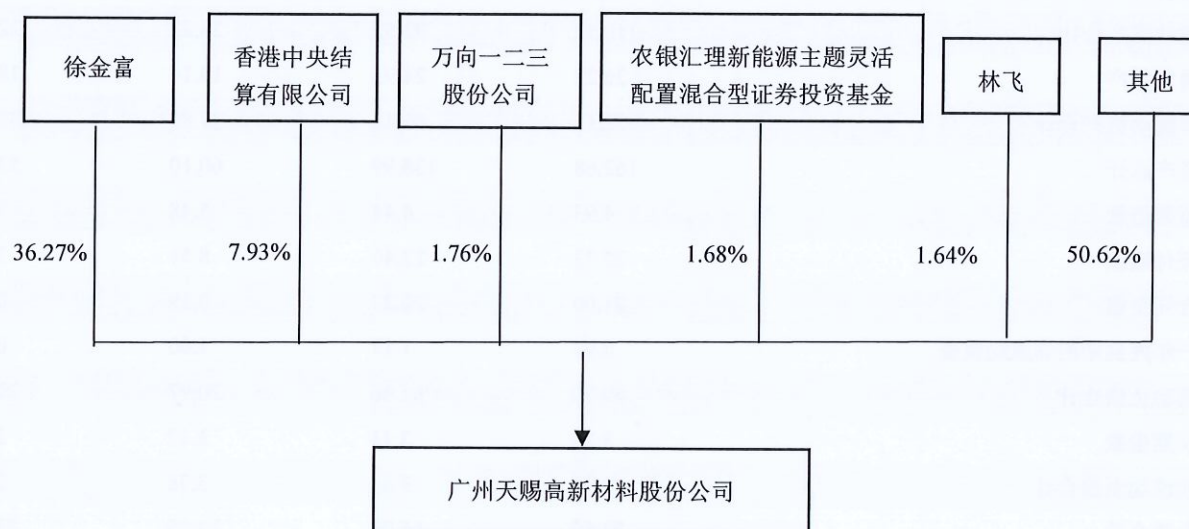 徐金富
香港中央结
算有限公司
万向一二三
股份公司
农银汇理新能源主题灵活
配置混合型证券投资基金
林飞
其他
36.27%
7.93%
1.76%
1.68%
1.64%
50.62%
广州天赐高新材料股份公司